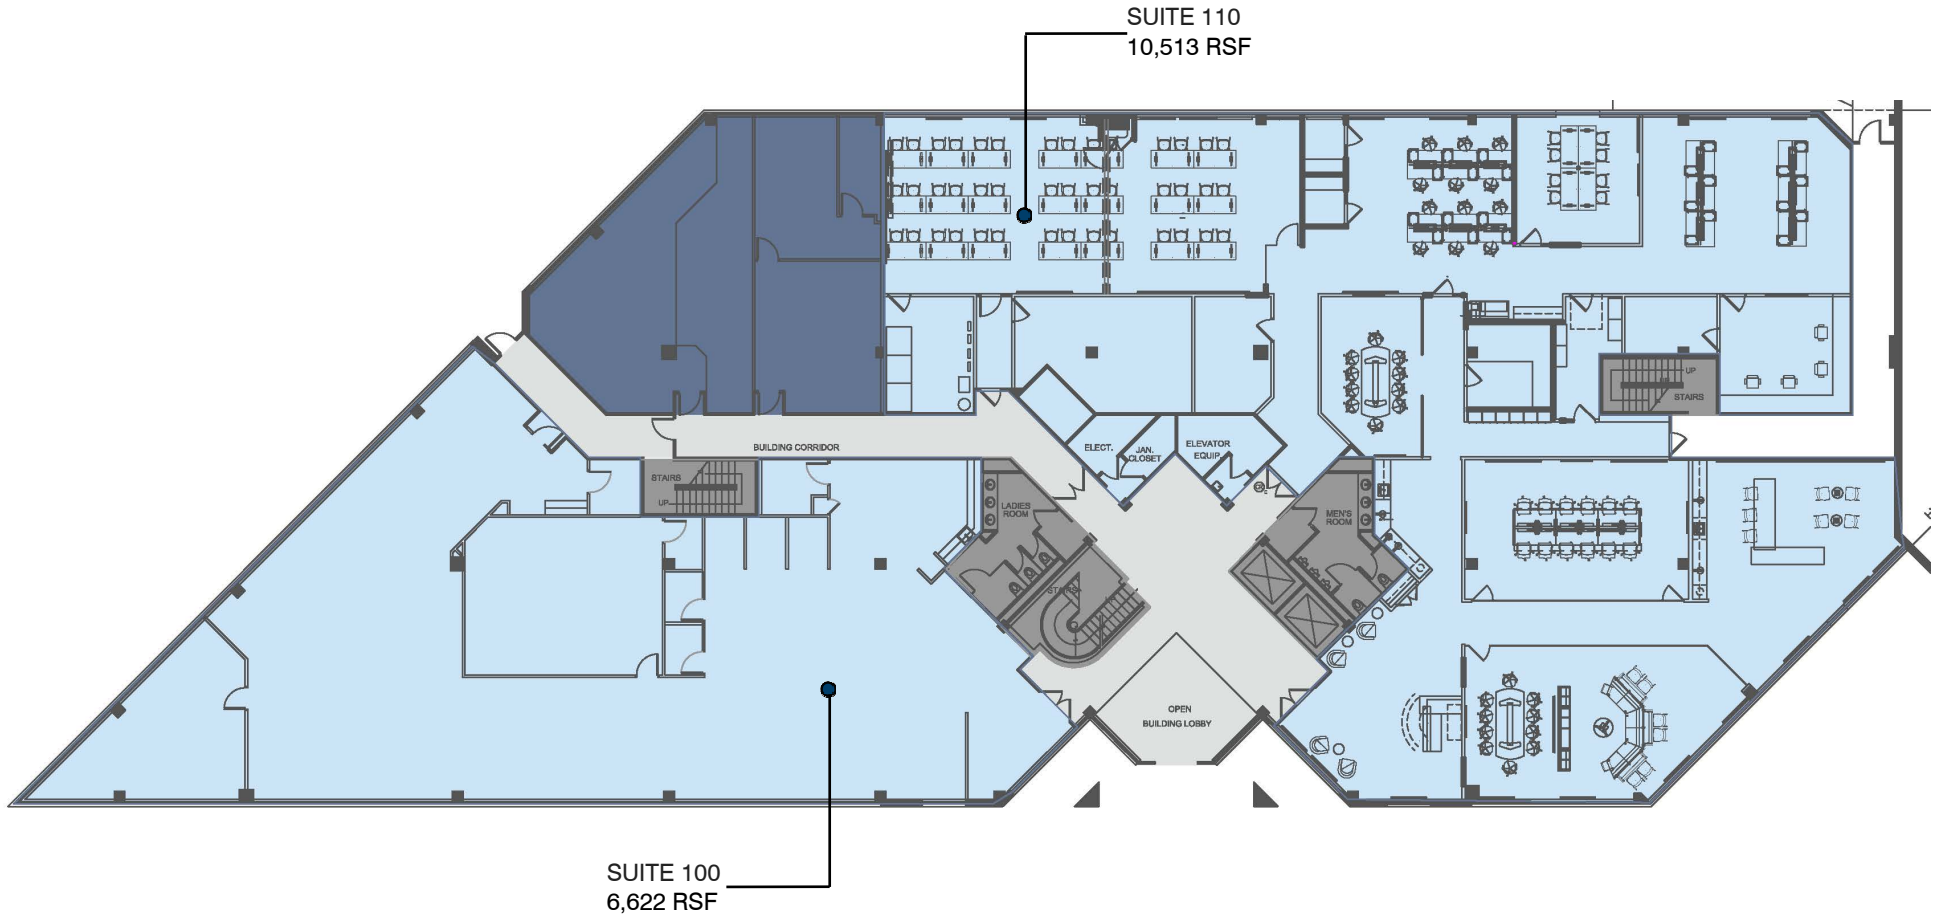 SUITE 110
10,513 RSF
UP
STAIRS
BUILDING CORRIDOR
ELECT.
JAN.
CLOSET
ELEVATOR
EQUIP.
STAIRS
UP
LADIES
ROOM
MEN'S
ROOM
STAIRS
OPEN
BUILDING LOBBY
SUITE 100
6,622 RSF